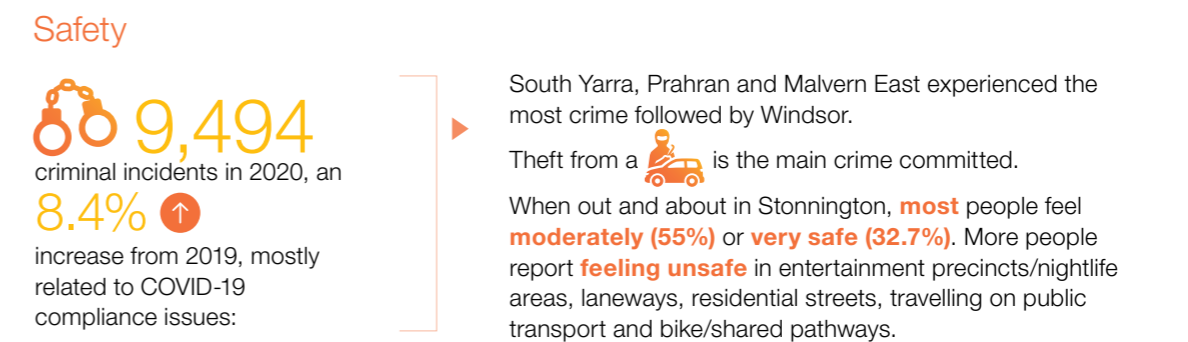 Safety
9,494
criminal incidents in 2020, an
8.4%
increase from 2019, mostly
related to COVID-19
compliance issues:
South Yarra, Prahran and Malvern East experienced the
most crime followed by Windsor.
Theft from a is the main crime committed.
When out and about in Stonnington, most people feel
moderately (55%) or very safe (32.7%). More people
report feeling unsafe in entertainment precincts/nightlife
areas, laneways, residential streets, travelling on public
transport and bike/shared pathways.